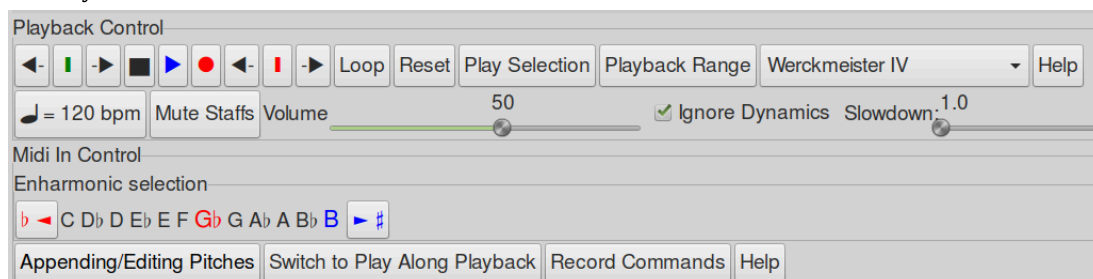 Playback Control
Loop Reset Play Selection Playback Range Werckmeister IV Help
= 120 bpm Mute Staffs Volume 50 Ignore Dynamics Slowdown: 1.0
Midi In Control
Enharmonic selection
♭ ◄ C D♭ D E♭ E F G♭ G A♭ A B♭ B ► ♯
Appending/Editing Pitches Switch to Play Along Playback Record Commands Help